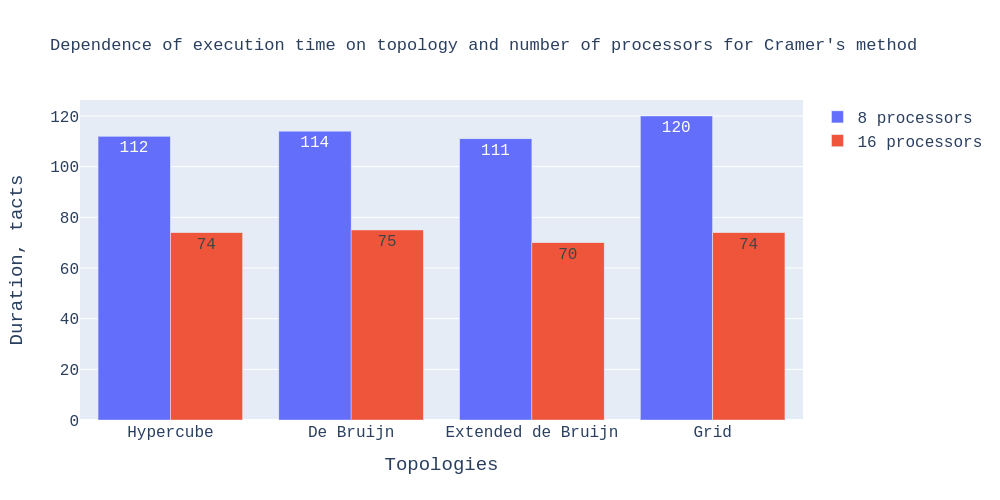 Dependence of execution time on topology and number of processors for Cramer's method
8 processors
16 processors
Duration, tacts
120
100
80
60
40
20
0
112
74
114
75
111
70
120
74
Hypercube
De Bruijn
Extended de Bruijn
Grid
Topologies